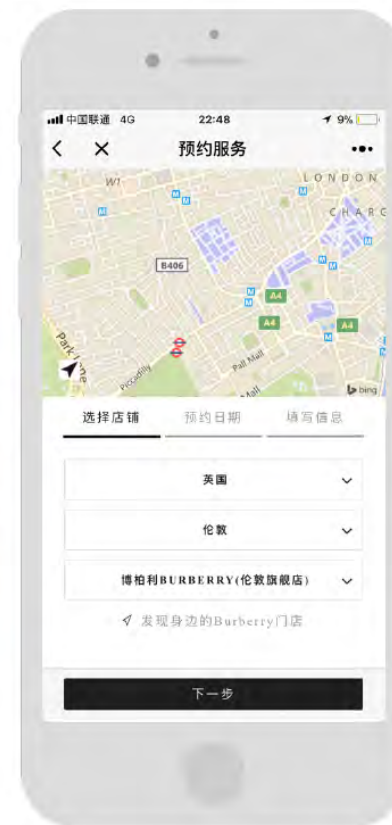 中国联通 4G 22:48 9%
预约服务
W1
LONDON
CHARC
B406
A4
A4
A4
Park Lane
Piccadilly
Pall Mall
Mall
bing
选择店铺 预约日期 填写信息
英国
伦敦
博柏利BURBERRY(伦敦旗舰店)
发现身边的Burberry门店
下一步